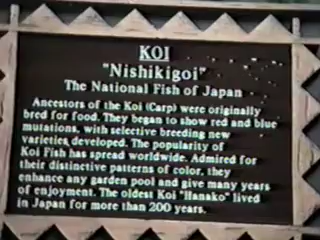 KOI
"Nishikigoi"
The National Fish of Japan
Ancestors of the Koi (Carp) were originally
bred for food. They began to show red and blue
mutations, with selective breeding new
varieties developed. The popularity of
Koi Fish has spread worldwide. Admired for
their distinctive patterns of color, they
enhance any garden pool and give many years
of enjoyment. The oldest Koi "Hanako" lived
in Japan for more than 200 years.